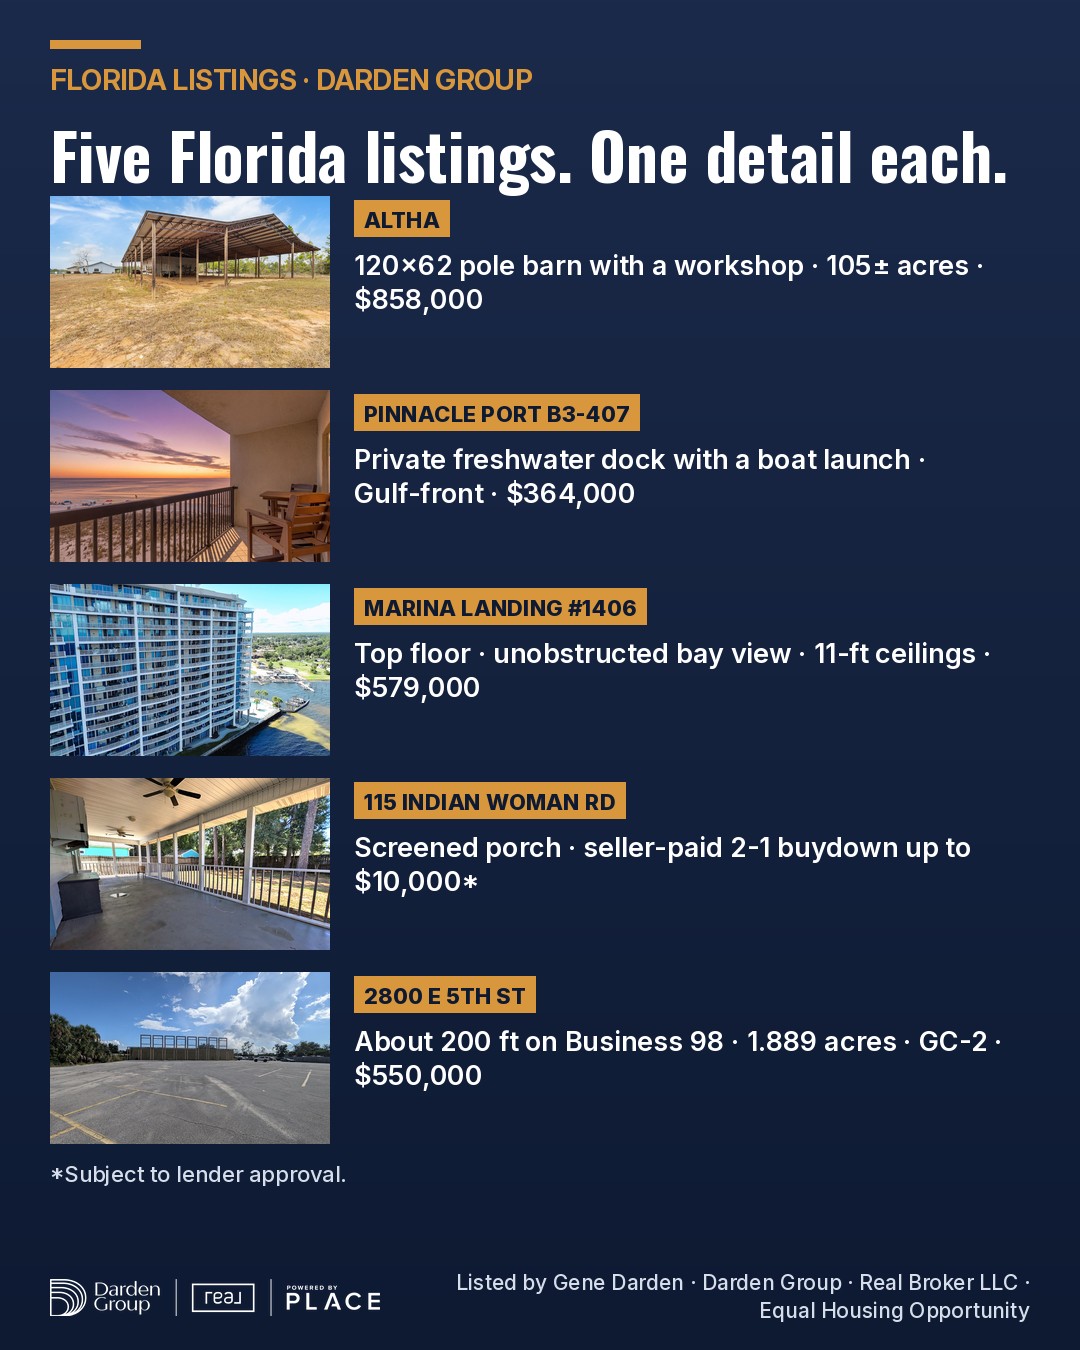 FLORIDA LISTINGS · DARDEN GROUP
Five Florida listings. One detail each.
ALTHA
120×62 pole barn with a workshop · 105± acres ·
$858,000
PINNACLE PORT B3-407
Private freshwater dock with a boat launch ·
Gulf-front · $364,000
MARINA LANDING #1406
Top floor · unobstructed bay view · 11-ft ceilings ·
$579,000
115 INDIAN WOMAN RD
Screened porch · seller-paid 2-1 buydown up to
$10,000*
2800 E 5TH ST
About 200 ft on Business 98 · 1.889 acres · GC-2 ·
$550,000
*Subject to lender approval.
Darden
Group
real
POWERED BY
PLACE
Listed by Gene Darden · Darden Group · Real Broker LLC ·
Equal Housing Opportunity